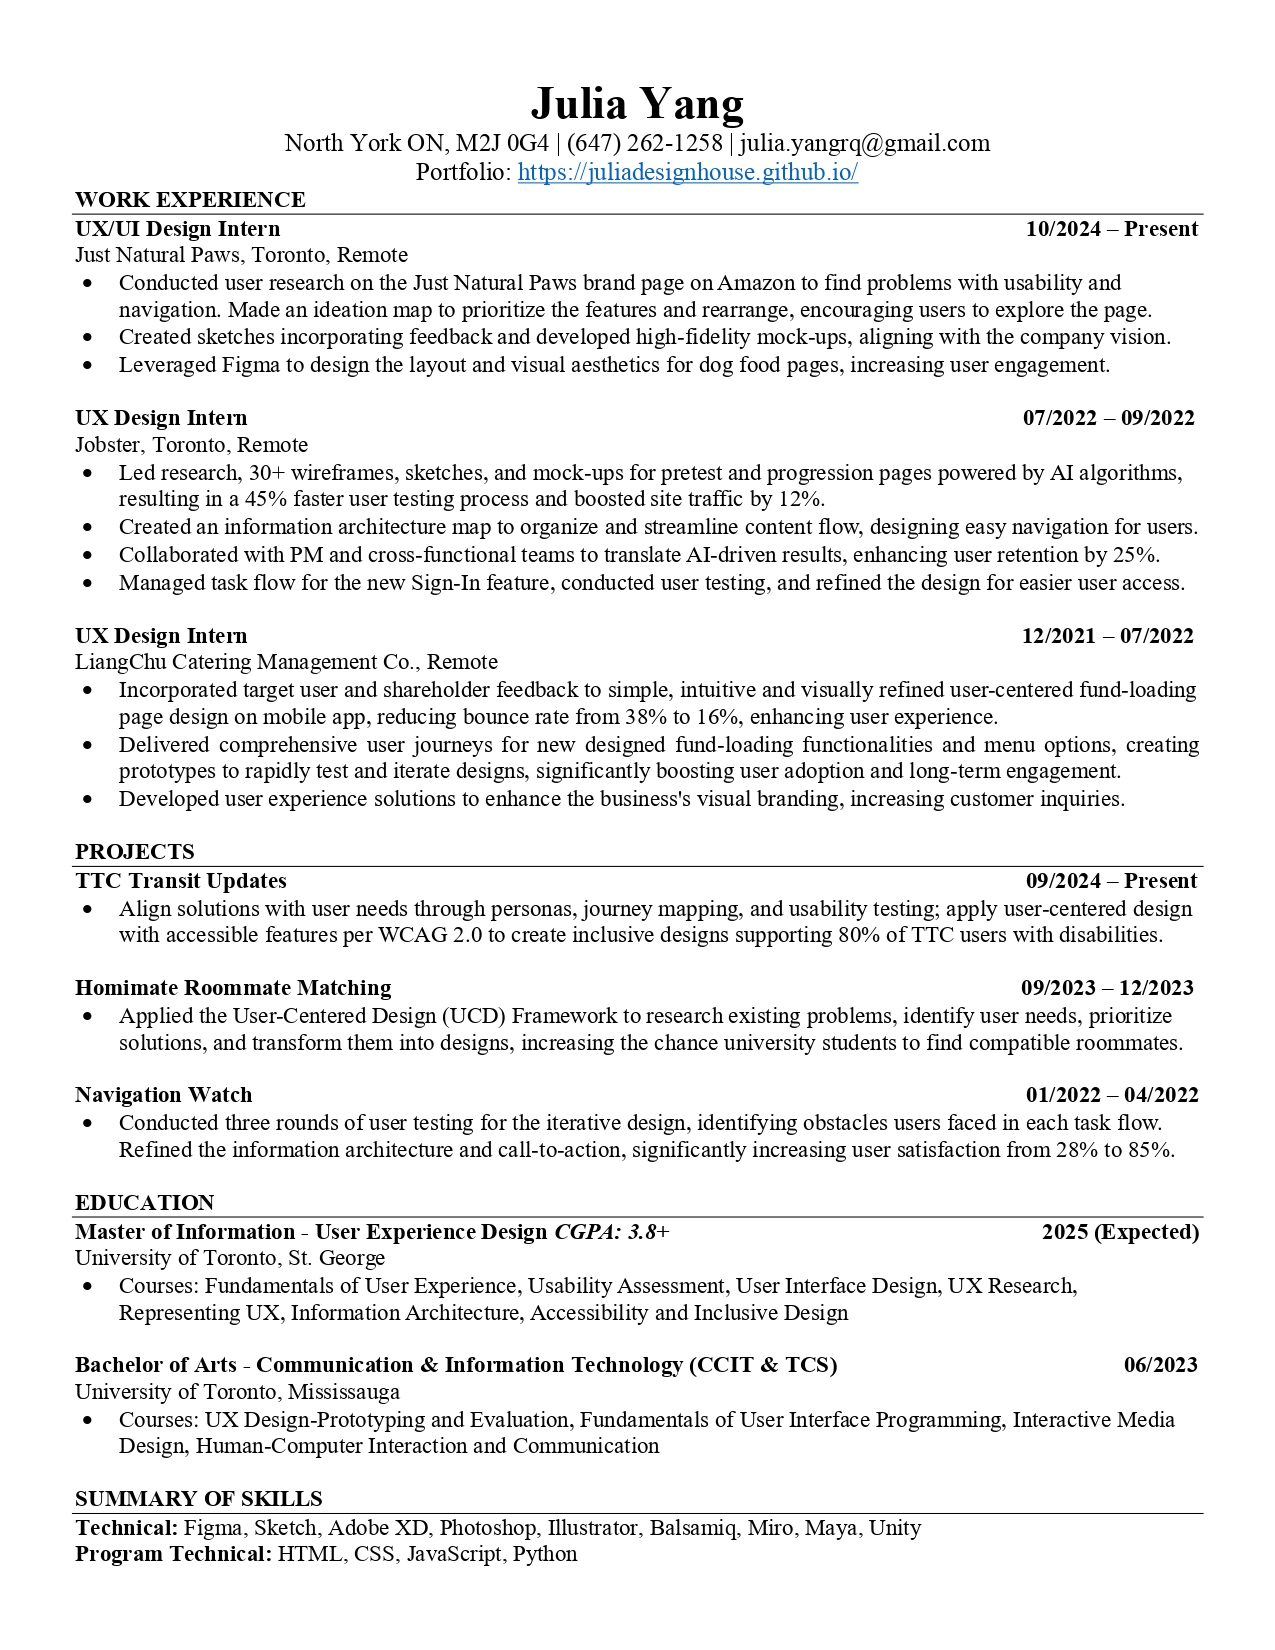 Julia Yang
North York ON, M2J 0G4 | (647) 262-1258 | julia.yangrq@gmail.com
Portfolio: https://juliadesignhouse.github.io/
WORK EXPERIENCE
UX/UI Design Intern 10/2024 – Present
Just Natural Paws, Toronto, Remote
• Conducted user research on the Just Natural Paws brand page on Amazon to find problems with usability and
navigation. Made an ideation map to prioritize the features and rearrange, encouraging users to explore the page.
• Created sketches incorporating feedback and developed high-fidelity mock-ups, aligning with the company vision.
• Leveraged Figma to design the layout and visual aesthetics for dog food pages, increasing user engagement.
UX Design Intern 07/2022 – 09/2022
Jobster, Toronto, Remote
• Led research, 30+ wireframes, sketches, and mock-ups for pretest and progression pages powered by AI algorithms,
resulting in a 45% faster user testing process and boosted site traffic by 12%.
• Created an information architecture map to organize and streamline content flow, designing easy navigation for users.
• Collaborated with PM and cross-functional teams to translate AI-driven results, enhancing user retention by 25%.
• Managed task flow for the new Sign-In feature, conducted user testing, and refined the design for easier user access.
UX Design Intern 12/2021 – 07/2022
LiangChu Catering Management Co., Remote
• Incorporated target user and shareholder feedback to simple, intuitive and visually refined user-centered fund-loading
page design on mobile app, reducing bounce rate from 38% to 16%, enhancing user experience.
• Delivered comprehensive user journeys for new designed fund-loading functionalities and menu options, creating
prototypes to rapidly test and iterate designs, significantly boosting user adoption and long-term engagement.
• Developed user experience solutions to enhance the business's visual branding, increasing customer inquiries.
PROJECTS
TTC Transit Updates 09/2024 – Present
• Align solutions with user needs through personas, journey mapping, and usability testing; apply user-centered design
with accessible features per WCAG 2.0 to create inclusive designs supporting 80% of TTC users with disabilities.
Homimate Roommate Matching 09/2023 – 12/2023
• Applied the User-Centered Design (UCD) Framework to research existing problems, identify user needs, prioritize
solutions, and transform them into designs, increasing the chance university students to find compatible roommates.
Navigation Watch 01/2022 – 04/2022
• Conducted three rounds of user testing for the iterative design, identifying obstacles users faced in each task flow.
Refined the information architecture and call-to-action, significantly increasing user satisfaction from 28% to 85%.
EDUCATION
Master of Information - User Experience Design CGPA: 3.8+ 2025 (Expected)
University of Toronto, St. George
• Courses: Fundamentals of User Experience, Usability Assessment, User Interface Design, UX Research,
Representing UX, Information Architecture, Accessibility and Inclusive Design
Bachelor of Arts - Communication & Information Technology (CCIT & TCS) 06/2023
University of Toronto, Mississauga
• Courses: UX Design-Prototyping and Evaluation, Fundamentals of User Interface Programming, Interactive Media
Design, Human-Computer Interaction and Communication
SUMMARY OF SKILLS
Technical: Figma, Sketch, Adobe XD, Photoshop, Illustrator, Balsamiq, Miro, Maya, Unity
Program Technical: HTML, CSS, JavaScript, Python